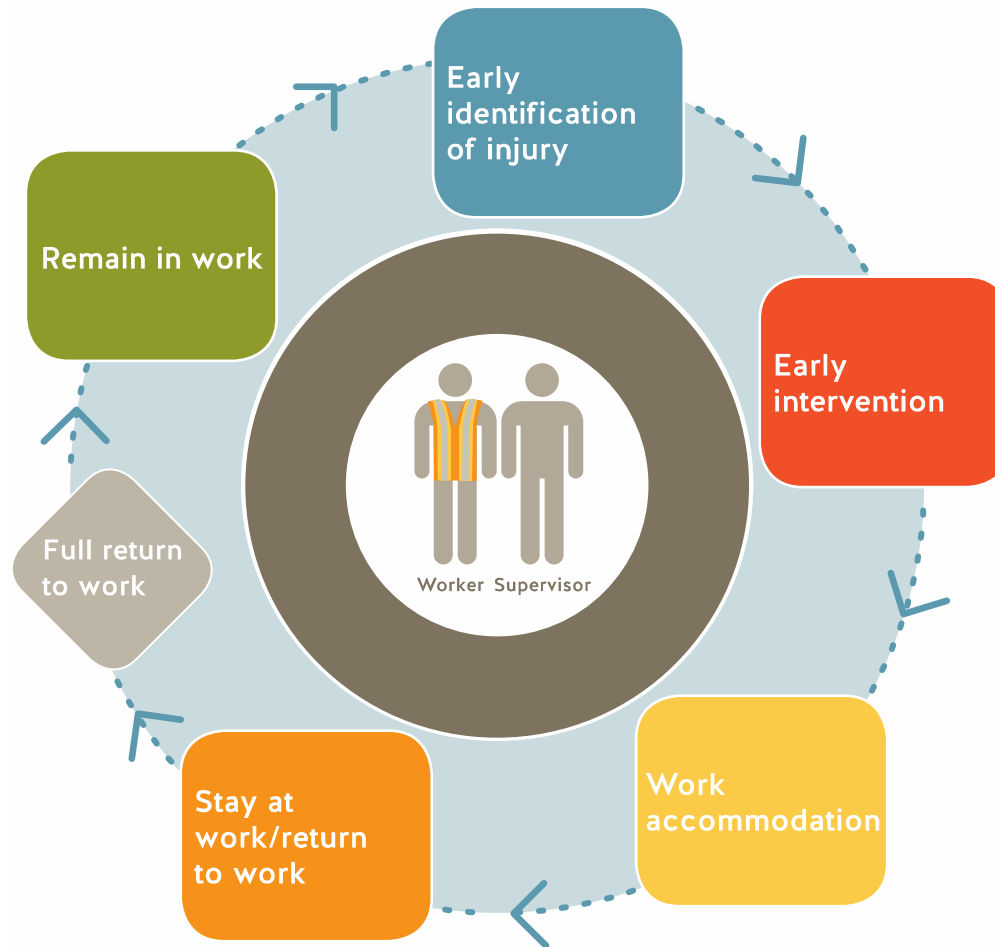 Early
identification
of injury
Early
intervention
Work
accommodation
Stay at
work/return
to work
Full return
to work
Remain in work
Worker Supervisor